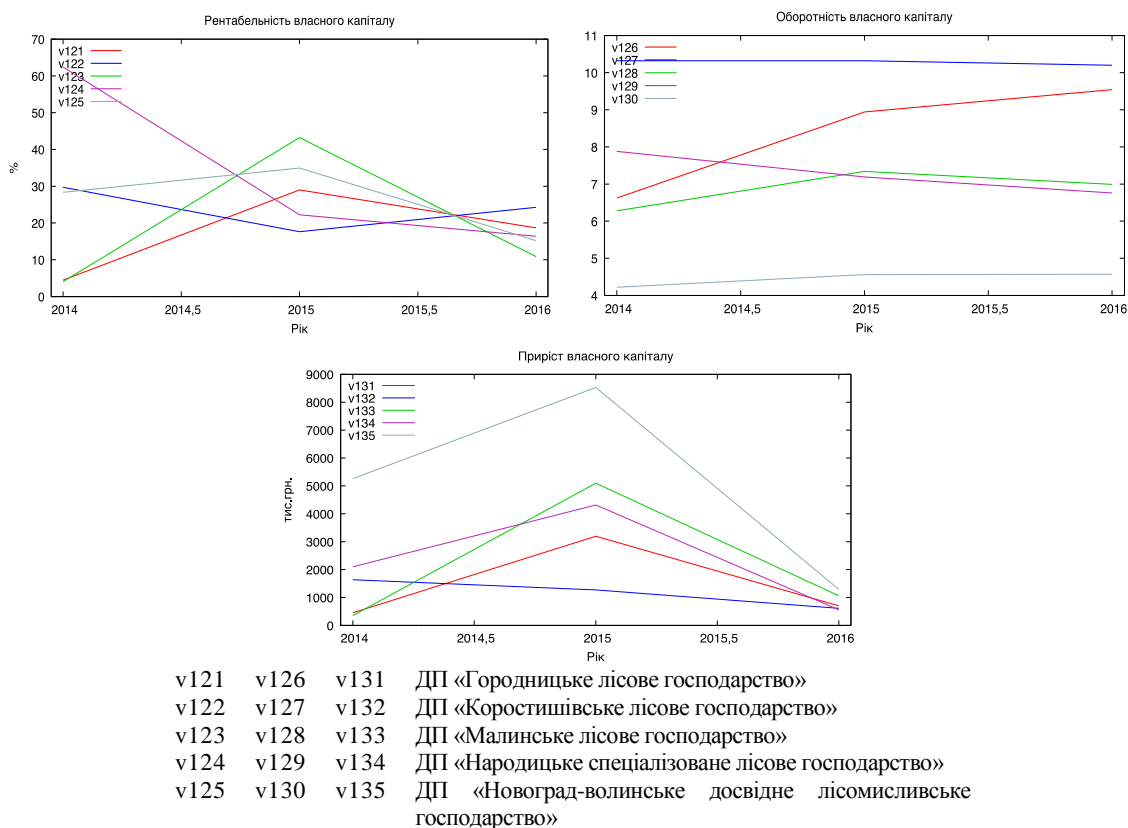 Рентабельність власного капіталу
70
60
50
40
30
20
10
0
%
v121
v122
v123
v124
v125
2014
2014,5
2015
2015,5
2016
Рік
Оборотність власного капіталу
11
10
9
8
7
6
5
4
v126
v127
v128
v129
v130
2014
2014,5
2015
2015,5
2016
Рік
Приріст власного капіталу
9000
8000
7000
6000
5000
4000
3000
2000
1000
0
тис.грн.
v131
v132
v133
v134
v135
2014
2014,5
2015
2015,5
2016
Рік
v121 v126 v131 ДП «Городницьке лісове господарство»
v122 v127 v132 ДП «Коростишівське лісове господарство»
v123 v128 v133 ДП «Малинське лісове господарство»
v124 v129 v134 ДП «Народицьке спеціалізоване лісове господарство»
v125 v130 v135 ДП «Новоград-волинське досвідне лісомисливське
господарство»